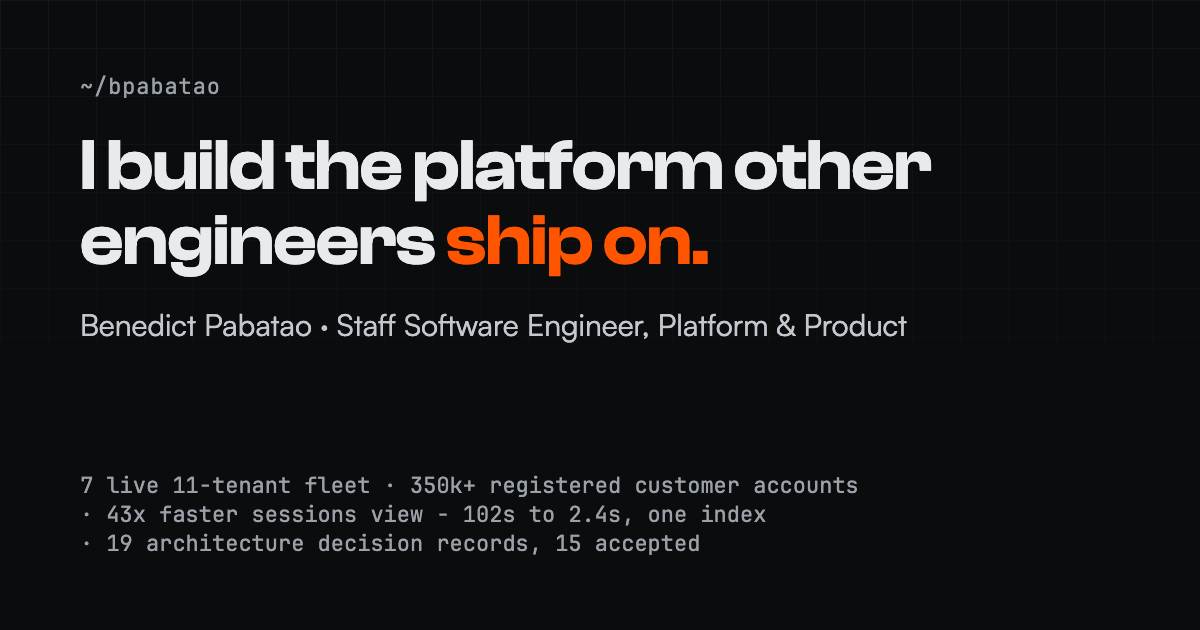 ~/bpabatao
I build the platform other
engineers ship on.
Benedict Pabatao · Staff Software Engineer, Platform & Product
7 live 11-tenant fleet · 350k+ registered customer accounts
· 43x faster sessions view - 102s to 2.4s, one index
· 19 architecture decision records, 15 accepted